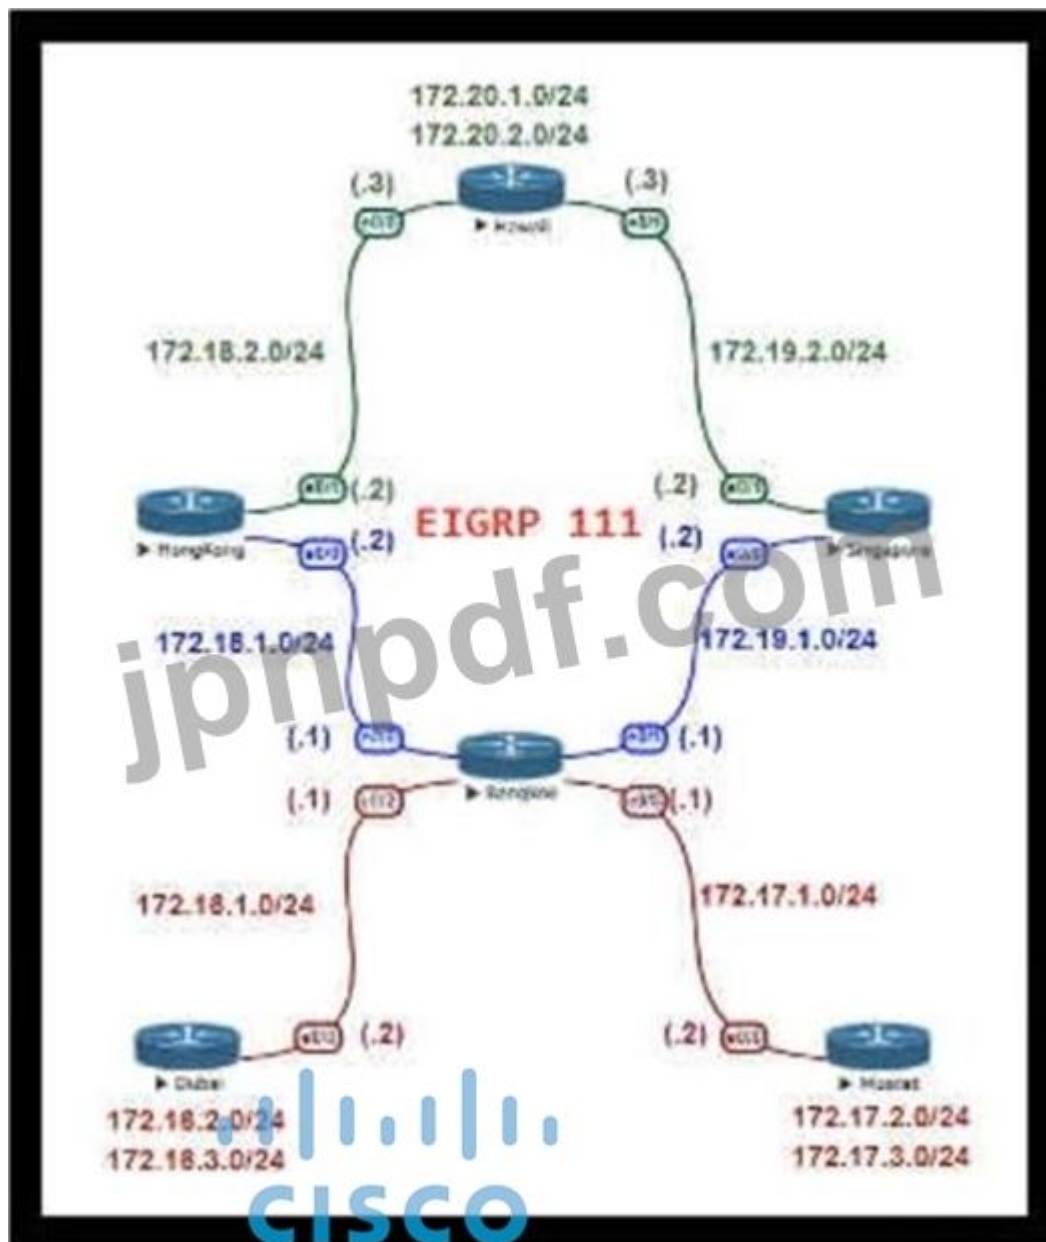 172.20.1.0/24
172.20.2.0/24
(.3) (.3)
172.18.2.0/24 172.19.2.0/24
(.2) (.2)
EIGRP 111
HongKong (.2) (.2) Singapore
jpnpdf.com
172.18.1.0/24 172.19.1.0/24
(.1) (.1)
(.1) (.1)
172.16.1.0/24 172.17.1.0/24
(.2) (.2)
Dubai Muscat
172.16.2.0/24 172.17.2.0/24
172.16.3.0/24 172.17.3.0/24
CISCO